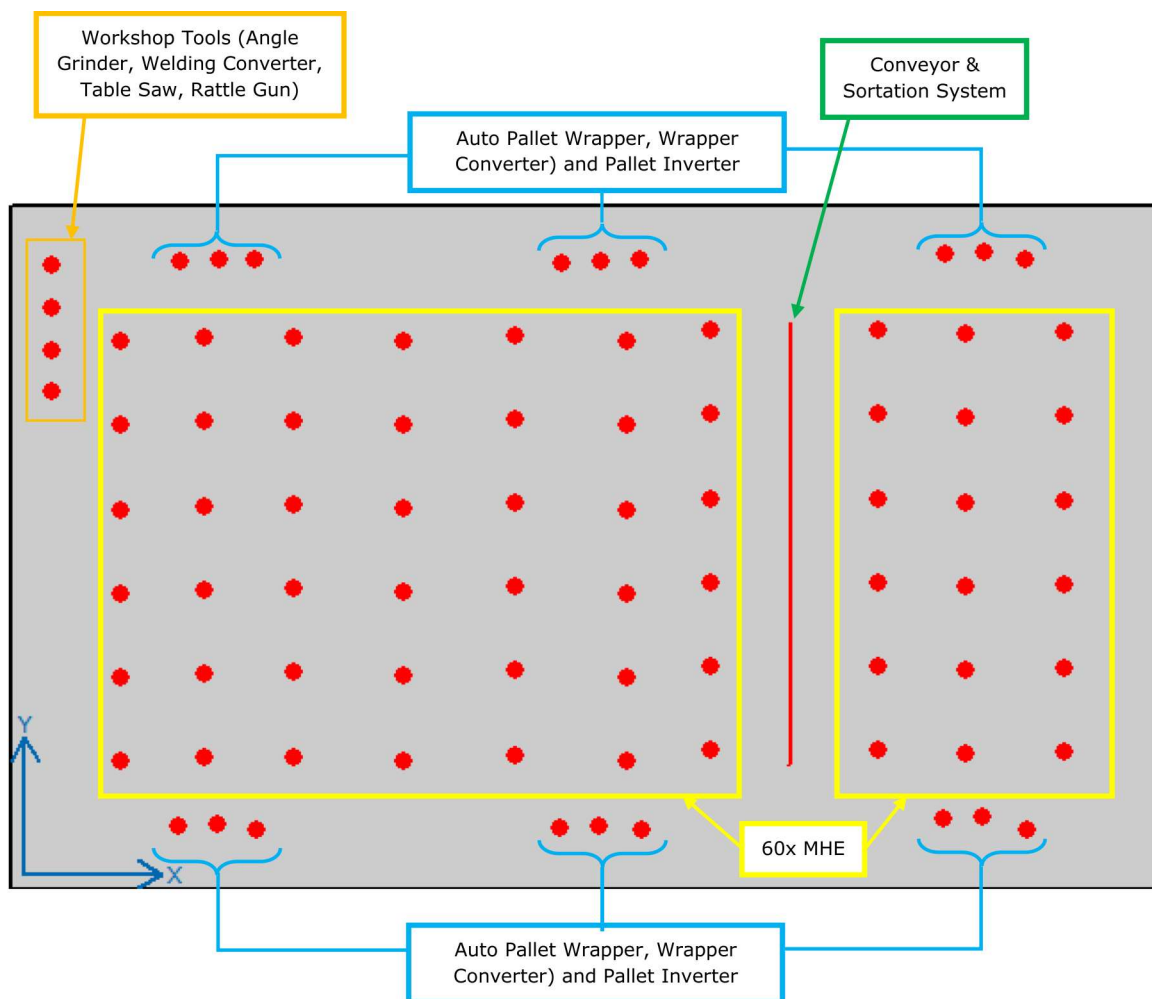 Workshop Tools (Angle
Grinder, Welding Converter,
Table Saw, Rattle Gun)
Conveyor &
Sortation System
Auto Pallet Wrapper, Wrapper
Converter) and Pallet Inverter
Y
X
60x MHE
Auto Pallet Wrapper, Wrapper
Converter) and Pallet Inverter